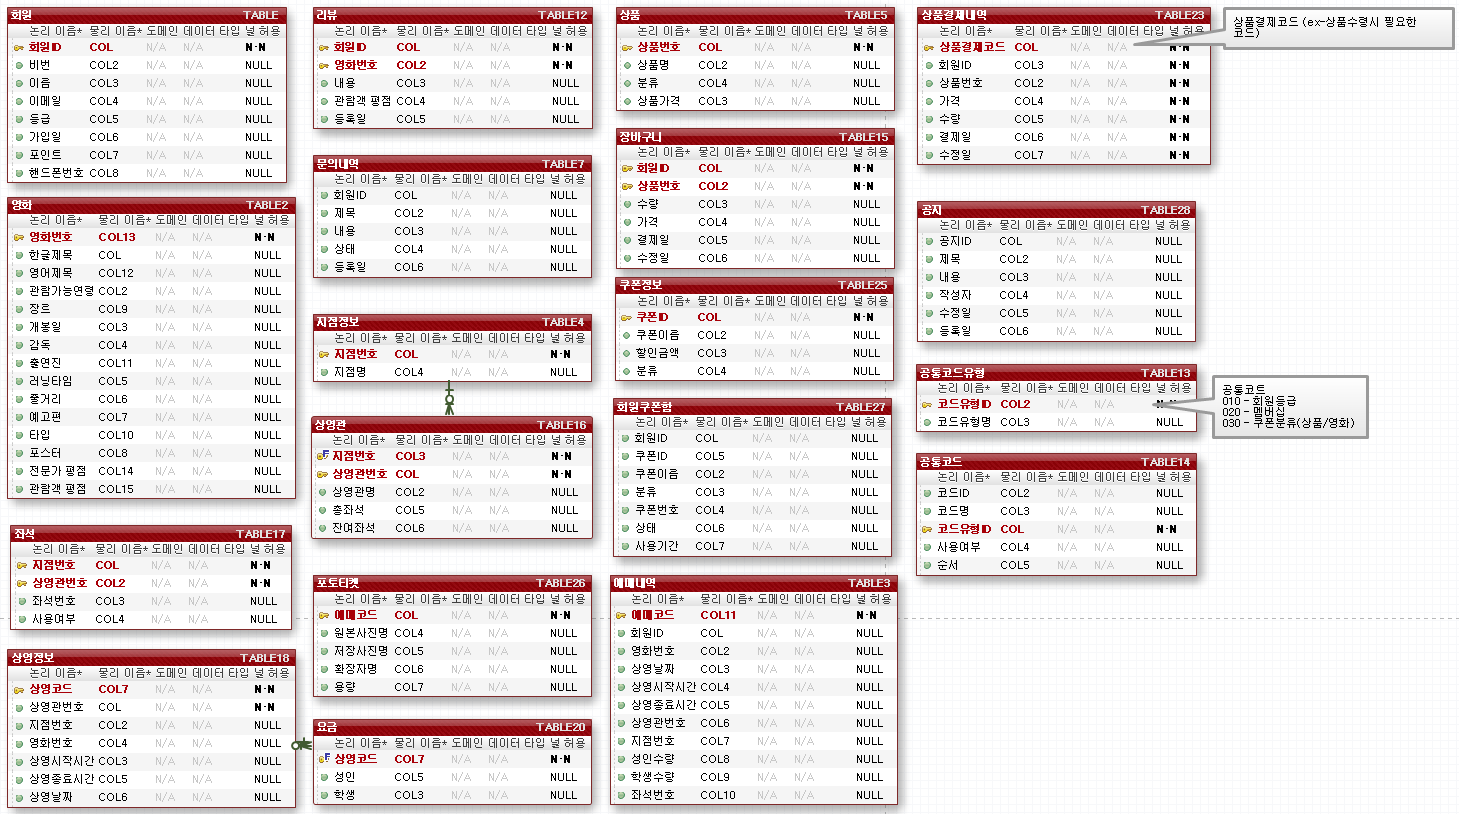 회원 TABLE
논리 이름* 물리 이름* 도메인 데이터 타입 널 허용
회원ID COL N/A N/A N-N
비번 COL2 N/A N/A NULL
이름 COL3 N/A N/A NULL
이메일 COL4 N/A N/A NULL
등급 COL5 N/A N/A NULL
가입일 COL6 N/A N/A NULL
포인트 COL7 N/A N/A NULL
핸드폰번호 COL8 N/A N/A NULL
영화 TABLE2
논리 이름* 물리 이름* 도메인 데이터 타입 널 허용
영화번호 COL13 N/A N/A N-N
한글제목 COL N/A N/A NULL
영어제목 COL12 N/A N/A NULL
관람가능연령 COL2 N/A N/A NULL
장르 COL9 N/A N/A NULL
개봉일 COL3 N/A N/A NULL
감독 COL4 N/A N/A NULL
출연진 COL11 N/A N/A NULL
러닝타임 COL5 N/A N/A NULL
줄거리 COL6 N/A N/A NULL
예고편 COL7 N/A N/A NULL
타입 COL10 N/A N/A NULL
포스터 COL8 N/A N/A NULL
전문가 평점 COL14 N/A N/A NULL
관람객 평점 COL15 N/A N/A NULL
좌석 TABLE17
논리 이름* 물리 이름* 도메인 데이터 타입 널 허용
지점번호 COL N/A N/A N-N
상영관번호 COL2 N/A N/A N-N
좌석번호 COL3 N/A N/A NULL
사용여부 COL4 N/A N/A NULL
상영정보 TABLE18
논리 이름* 물리 이름* 도메인 데이터 타입 널 허용
상영코드 COL7 N/A N/A N-N
상영관번호 COL N/A N/A N-N
지점번호 COL2 N/A N/A NULL
영화번호 COL4 N/A N/A NULL
상영시작시간 COL3 N/A N/A NULL
상영종료시간 COL5 N/A N/A NULL
상영날짜 COL6 N/A N/A NULL
리뷰 TABLE12
논리 이름* 물리 이름* 도메인 데이터 타입 널 허용
회원ID COL N/A N/A N-N
영화번호 COL2 N/A N/A N-N
내용 COL3 N/A N/A NULL
관람객 평점 COL4 N/A N/A NULL
등록일 COL5 N/A N/A NULL
문의내역 TABLE7
논리 이름* 물리 이름* 도메인 데이터 타입 널 허용
회원ID COL N/A N/A NULL
제목 COL2 N/A N/A NULL
내용 COL3 N/A N/A NULL
상태 COL4 N/A N/A NULL
등록일 COL6 N/A N/A NULL
지점정보 TABLE4
논리 이름* 물리 이름* 도메인 데이터 타입 널 허용
지점번호 COL N/A N/A N-N
지점명 COL4 N/A N/A NULL
상영관 TABLE16
논리 이름* 물리 이름* 도메인 데이터 타입 널 허용
지점번호 COL3 N/A N/A N-N
상영관번호 COL N/A N/A N-N
상영관명 COL2 N/A N/A NULL
총좌석 COL5 N/A N/A NULL
잔여좌석 COL6 N/A N/A NULL
포토티켓 TABLE26
논리 이름* 물리 이름* 도메인 데이터 타입 널 허용
예매코드 COL N/A N/A N-N
원본사진명 COL4 N/A N/A NULL
저장사진명 COL5 N/A N/A NULL
확장자명 COL6 N/A N/A NULL
용량 COL7 N/A N/A NULL
요금 TABLE20
논리 이름* 물리 이름* 도메인 데이터 타입 널 허용
상영코드 COL7 N/A N/A N-N
성인 COL5 N/A N/A NULL
학생 COL3 N/A N/A NULL
상품 TABLE5
논리 이름* 물리 이름* 도메인 데이터 타입 널 허용
상품번호 COL N/A N/A N-N
상품명 COL2 N/A N/A NULL
분류 COL4 N/A N/A NULL
상품가격 COL3 N/A N/A NULL
장바구니 TABLE15
논리 이름* 물리 이름* 도메인 데이터 타입 널 허용
회원ID COL N/A N/A N-N
상품번호 COL2 N/A N/A N-N
수량 COL3 N/A N/A NULL
가격 COL4 N/A N/A NULL
결제일 COL5 N/A N/A NULL
수정일 COL6 N/A N/A NULL
쿠폰정보 TABLE25
논리 이름* 물리 이름* 도메인 데이터 타입 널 허용
쿠폰ID COL N/A N/A N-N
쿠폰이름 COL2 N/A N/A NULL
할인금액 COL3 N/A N/A NULL
분류 COL4 N/A N/A NULL
회원쿠폰함 TABLE27
논리 이름* 물리 이름* 도메인 데이터 타입 널 허용
회원ID COL N/A N/A NULL
쿠폰ID COL5 N/A N/A NULL
쿠폰이름 COL2 N/A N/A NULL
분류 COL3 N/A N/A NULL
쿠폰번호 COL4 N/A N/A NULL
상태 COL6 N/A N/A NULL
사용기간 COL7 N/A N/A NULL
예매내역 TABLE3
논리 이름* 물리 이름* 도메인 데이터 타입 널 허용
예매코드 COL11 N/A N/A N-N
회원ID COL N/A N/A NULL
영화번호 COL2 N/A N/A NULL
상영날짜 COL3 N/A N/A NULL
상영시작시간 COL4 N/A N/A NULL
상영종료시간 COL5 N/A N/A NULL
상영관번호 COL6 N/A N/A NULL
지점번호 COL7 N/A N/A NULL
성인수량 COL8 N/A N/A NULL
학생수량 COL9 N/A N/A NULL
좌석번호 COL10 N/A N/A NULL
상품결제내역 TABLE23
논리 이름* 물리 이름* 도메인 데이터 타입 널 허용
상품결제코드 COL N/A N/A N-N
회원ID COL3 N/A N/A N-N
상품번호 COL2 N/A N/A N-N
가격 COL4 N/A N/A N-N
수량 COL5 N/A N/A N-N
결제일 COL6 N/A N/A N-N
수정일 COL7 N/A N/A N-N
상품결제코드 (ex-상품수령시 필요한
코드)
공지 TABLE28
논리 이름* 물리 이름* 도메인 데이터 타입 널 허용
공지ID COL N/A N/A NULL
제목 COL2 N/A N/A NULL
내용 COL3 N/A N/A NULL
작성자 COL4 N/A N/A NULL
수정일 COL5 N/A N/A NULL
등록일 COL6 N/A N/A NULL
공통코드유형 TABLE13
논리 이름* 물리 이름* 도메인 데이터 타입 널 허용
코드유형ID COL2 N/A N/A N-N
코드유형명 COL3 N/A N/A NULL
공통코트
010 - 회원등급
020 - 멤버십
030 - 쿠폰분류(상품/영화)
공통코드 TABLE14
논리 이름* 물리 이름* 도메인 데이터 타입 널 허용
코드ID COL2 N/A N/A NULL
코드명 COL3 N/A N/A NULL
코드유형ID COL N/A N/A N-N
사용여부 COL4 N/A N/A NULL
순서 COL5 N/A N/A NULL